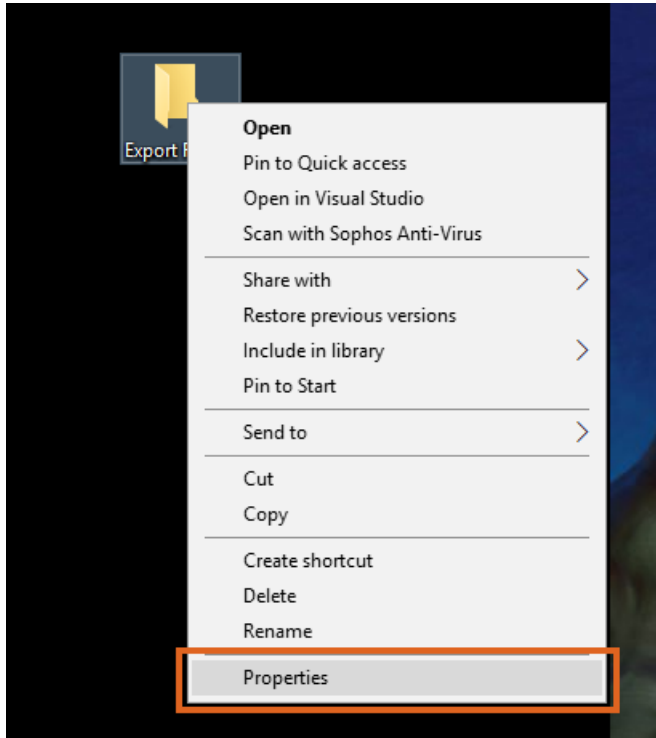 Export
Open
Pin to Quick access
Open in Visual Studio
Scan with Sophos Anti-Virus
Share with
Restore previous versions
Include in library
Pin to Start
Send to
Cut
Copy
Create shortcut
Delete
Rename
Properties